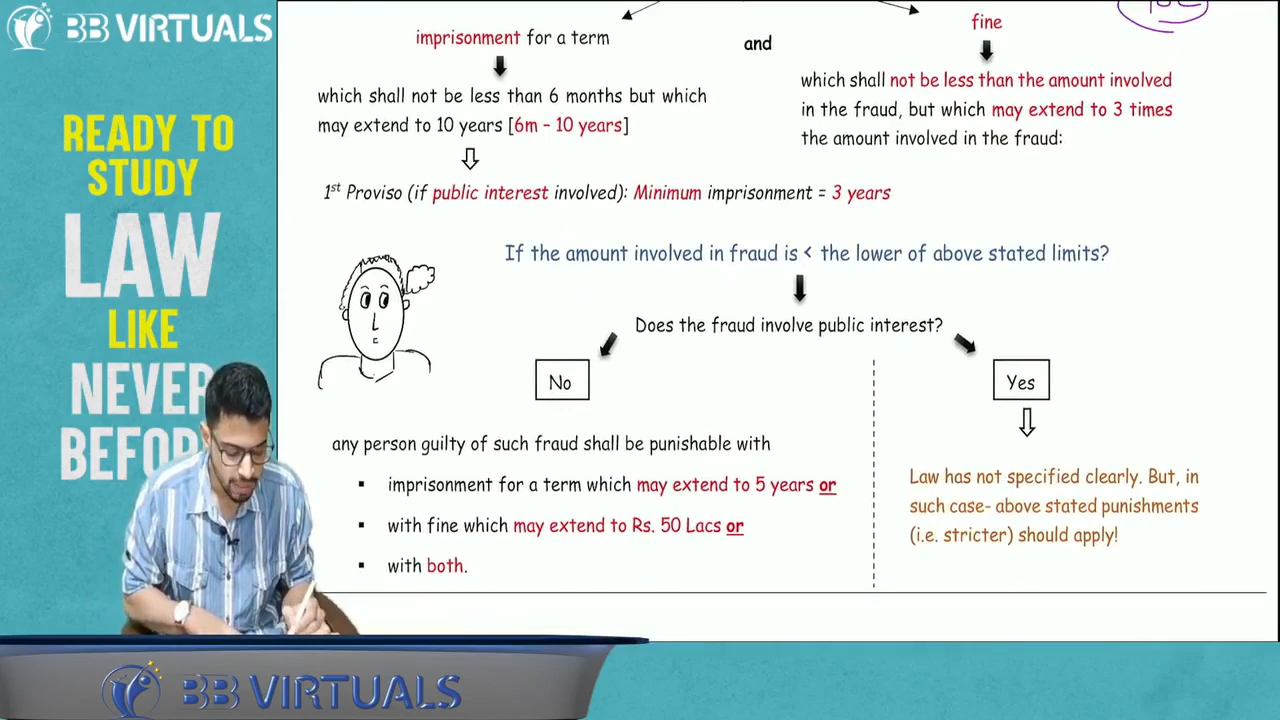 BB VIRTUALS
READY TO
STUDY
LAW
LIKE
NEVER
BEFOR
imprisonment for a term
and
fine
which shall not be less than 6 months but which
may extend to 10 years [6m – 10 years]
which shall not be less than the amount involved
in the fraud, but which may extend to 3 times
the amount involved in the fraud:
1st Proviso (if public interest involved): Minimum imprisonment = 3 years
If the amount involved in fraud is < the lower of above stated limits?
Does the fraud involve public interest?
No
Yes
any person guilty of such fraud shall be punishable with
▪ imprisonment for a term which may extend to 5 years or
▪ with fine which may extend to Rs. 50 Lacs or
▪ with both.
Law has not specified clearly. But, in
such case- above stated punishments
(i.e. stricter) should apply!
BB VIRTUALS